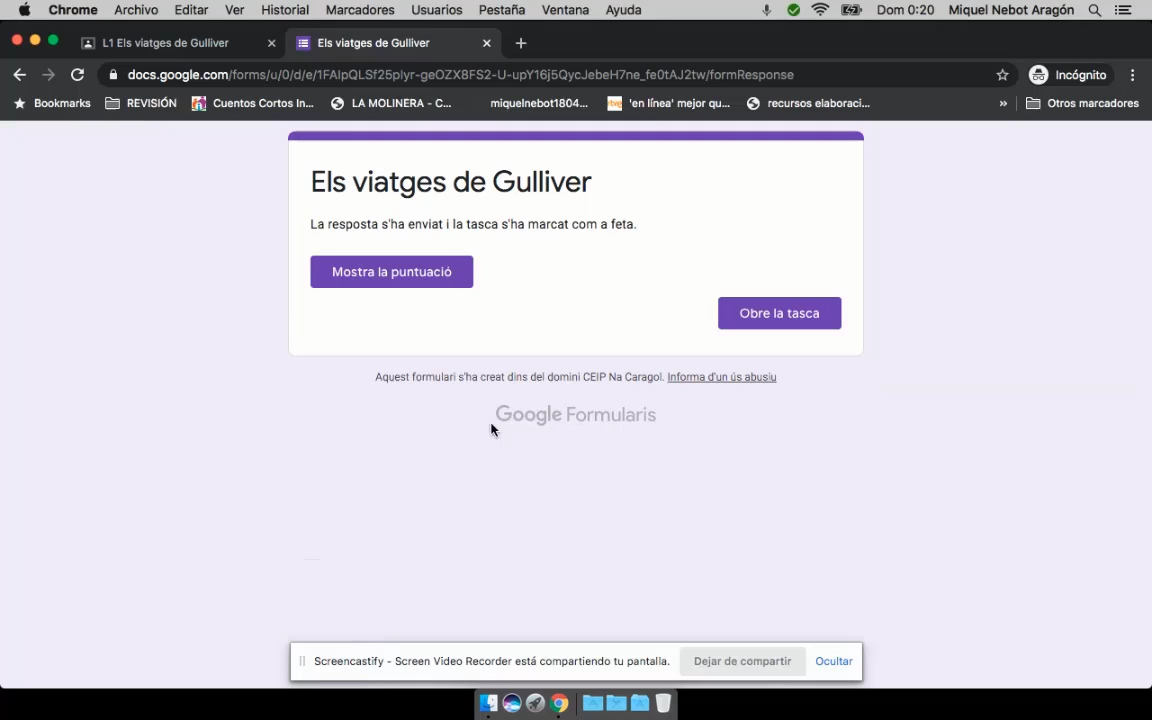 Chrome Archivo Editar Ver Historial Marcadores Usuarios Pestaña Ventana Ayuda Dom 0:20 Miquel Nebot Aragón
L1 Els viatges de Gulliver Els viatges de Gulliver
docs.google.com/forms/u/0/d/e/1FAIpQLSf25plyr-geOZX8FS2-U-upY16j5QycJebeH7ne_fe0tAJ2tw/formResponse Incógnito
Bookmarks REVISIÓN Cuentos Cortos In... LA MOLINERA - C... miquelnebot1804... rtve 'en línea' mejor qu... recursos elaboraci... » Otros marcadores
Els viatges de Gulliver
La resposta s'ha enviat i la tasca s'ha marcat com a feta.
Mostra la puntuació
Obre la tasca
Aquest formulari s'ha creat dins del domini CEIP Na Caragol. Informa d'un ús abusiu
Google Formularis
Screencastify - Screen Video Recorder está compartiendo tu pantalla. Dejar de compartir Ocultar